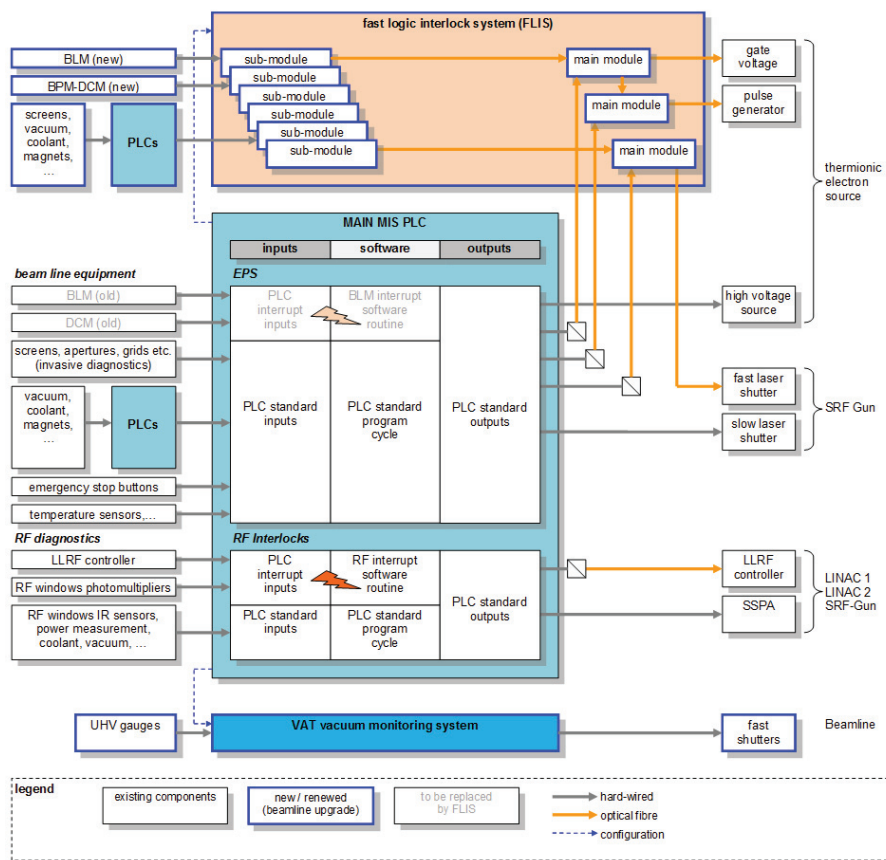 fast logic interlock system (FLIS)
BLM (new)
BPM-DCM (new)
screens,
vacuum,
coolant,
magnets,
...
PLCs
sub-module
sub-module
sub-module
sub-module
sub-module
sub-module
main module
main module
main module
gate
voltage
pulse
generator
thermionic
electron
source
MAIN MIS PLC
inputs
software
outputs
beam line equipment
EPS
BLM (old)
DCM (old)
screens, apertures, grids etc.
(invasive diagnostics)
vacuum,
coolant,
magnets,
...
PLCs
emergency stop buttons
temperature sensors,...
PLC
interrupt
inputs
BLM interrupt
software
routine
PLC standard
inputs
PLC standard
program
cycle
PLC standard
outputs
high voltage
source
fast laser
shutter
slow laser
shutter
SRF Gun
RF diagnostics
RF Interlocks
LLRF controller
RF windows photomultipliers
RF windows IR sensors,
power measurement,
coolant, vacuum, ...
PLC
interrupt
inputs
RF interrupt
software
routine
PLC standard
inputs
PLC standard
program
cycle
PLC standard
outputs
LLRF
controller
SSPA
LINAC 1
LINAC 2
SRF-Gun
UHV gauges
VAT vacuum monitoring system
fast
shutters
Beamline
legend
existing components
new / renewed
(beamline upgrade)
to be replaced
by FLIS
hard-wired
optical fibre
configuration